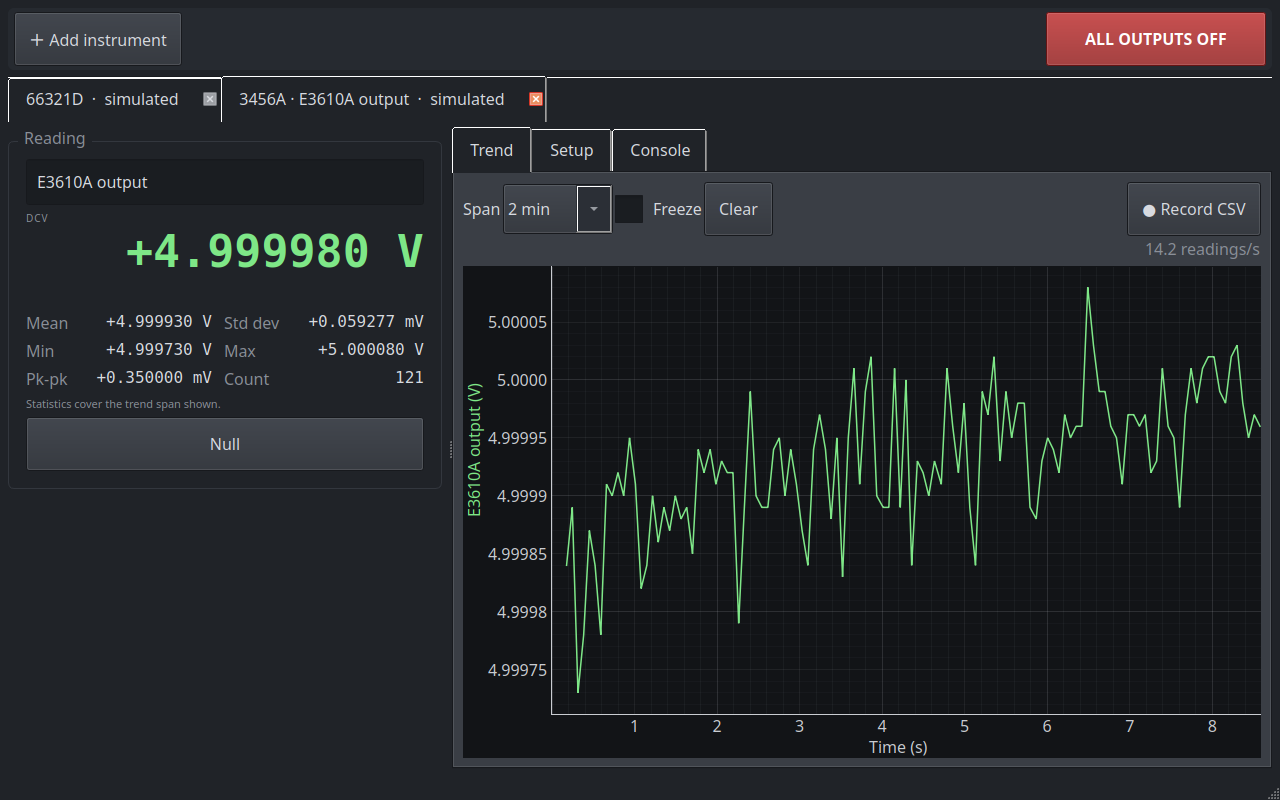 + Add instrument
ALL OUTPUTS OFF
66321D · simulated
3456A · E3610A output · simulated
Reading
E3610A output
DCV
+4.999980 V
Mean +4.999930 V Std dev +0.059277 mV
Min +4.999730 V Max +5.000080 V
Pk-pk +0.350000 mV Count 121
Statistics cover the trend span shown.
Null
Trend Setup Console
Span 2 min Freeze Clear Record CSV
14.2 readings/s
E3610A output (V)
5.00005
5.0000
4.99995
4.9999
4.99985
4.9998
4.99975
1 2 3 4 5 6 7 8
Time (s)